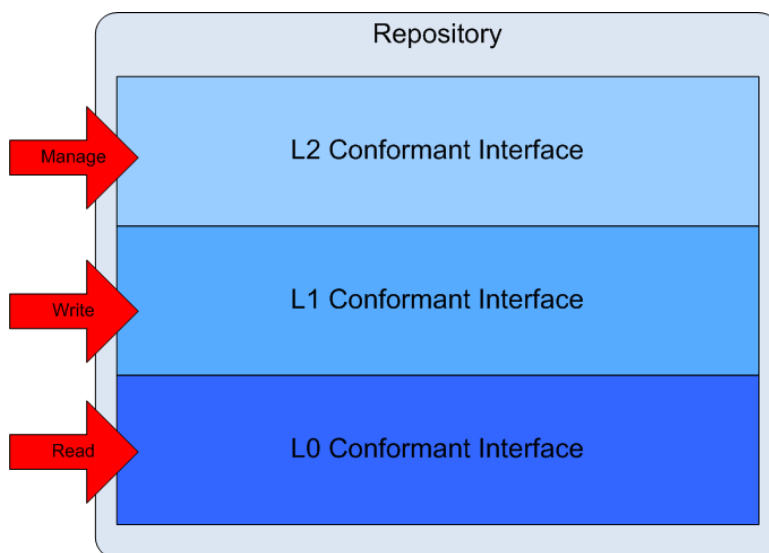 Repository
Manage
L2 Conformant Interface
Write
L1 Conformant Interface
Read
L0 Conformant Interface